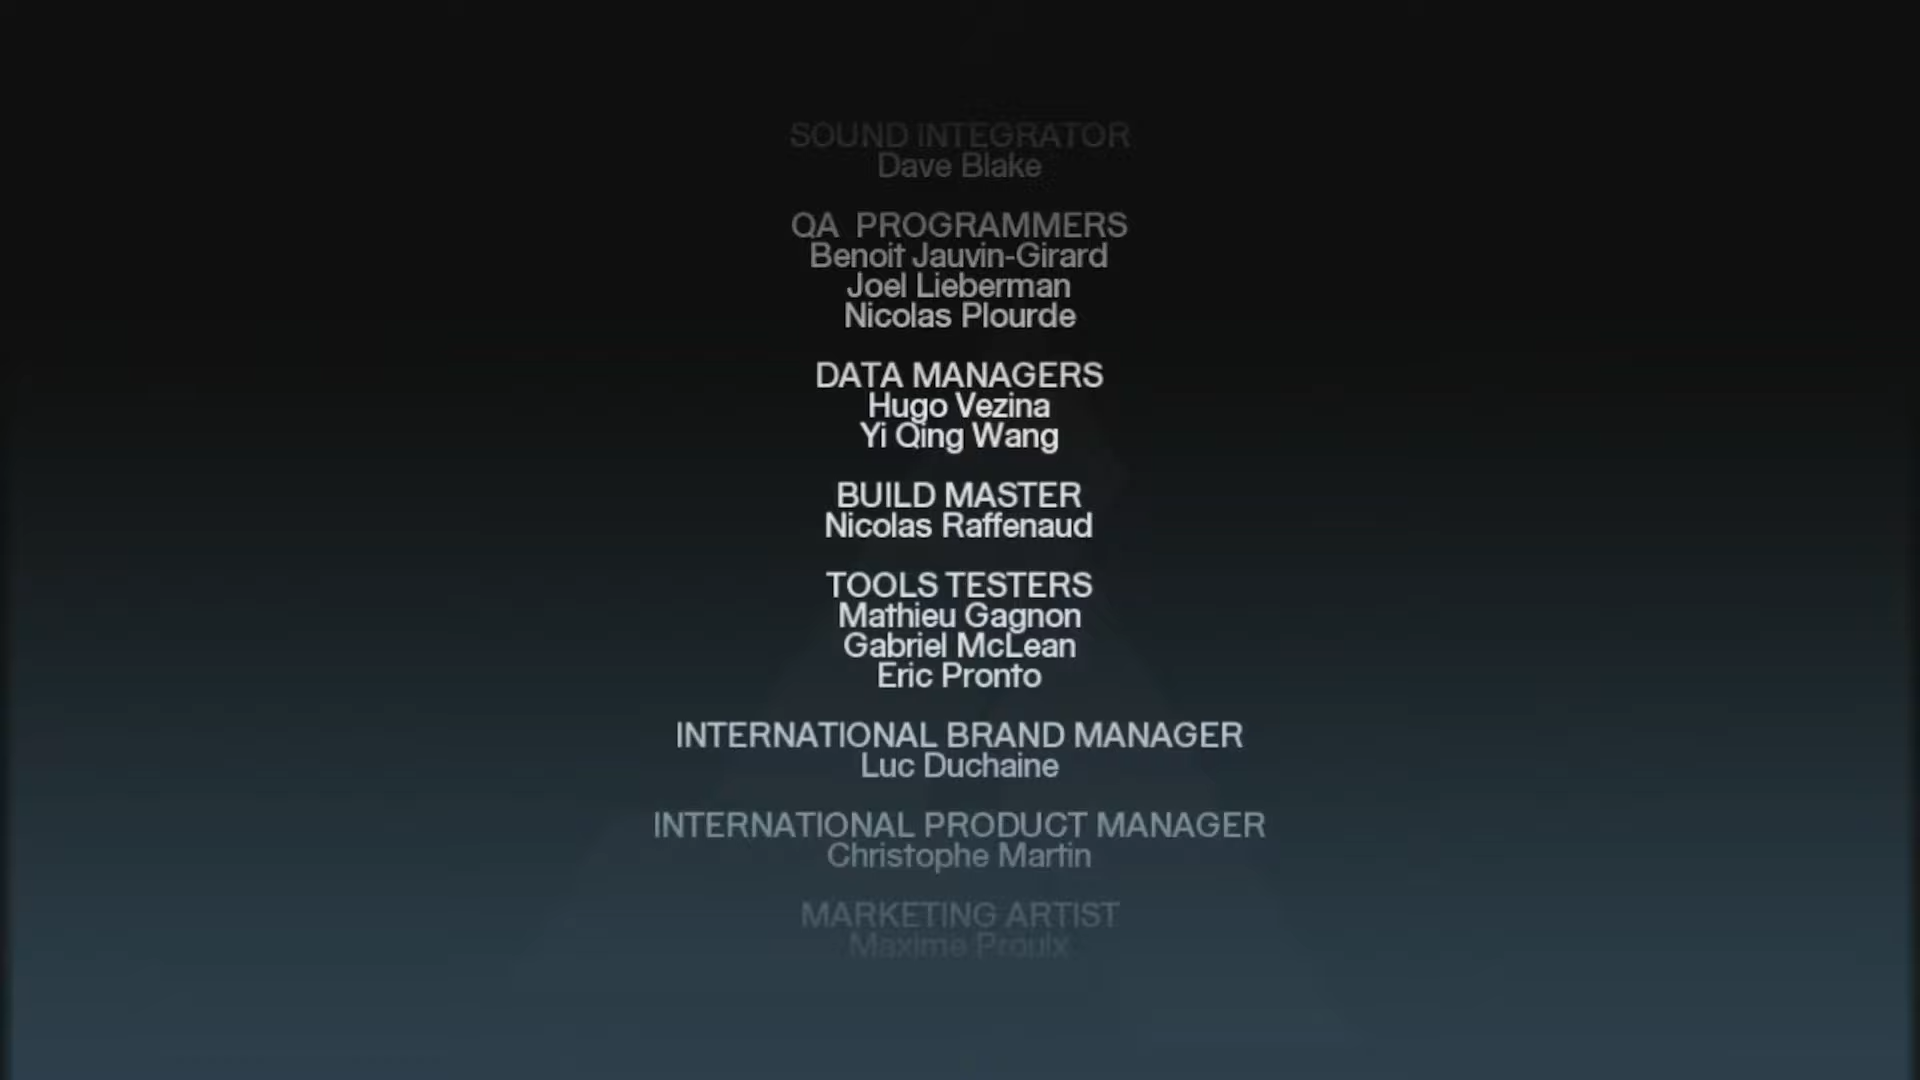 SOUND INTEGRATOR
Dave Blake
QA  PROGRAMMERS
Benoit Jauvin-Girard
Joel Lieberman
Nicolas Plourde
DATA MANAGERS
Hugo Vezina
Yi Qing Wang
BUILD MASTER
Nicolas Raffenaud
TOOLS TESTERS
Mathieu Gagnon
Gabriel McLean
Eric Pronto
INTERNATIONAL BRAND MANAGER
Luc Duchaine
INTERNATIONAL PRODUCT MANAGER
Christophe Martin
MARKETING ARTIST
Maxime Proulx